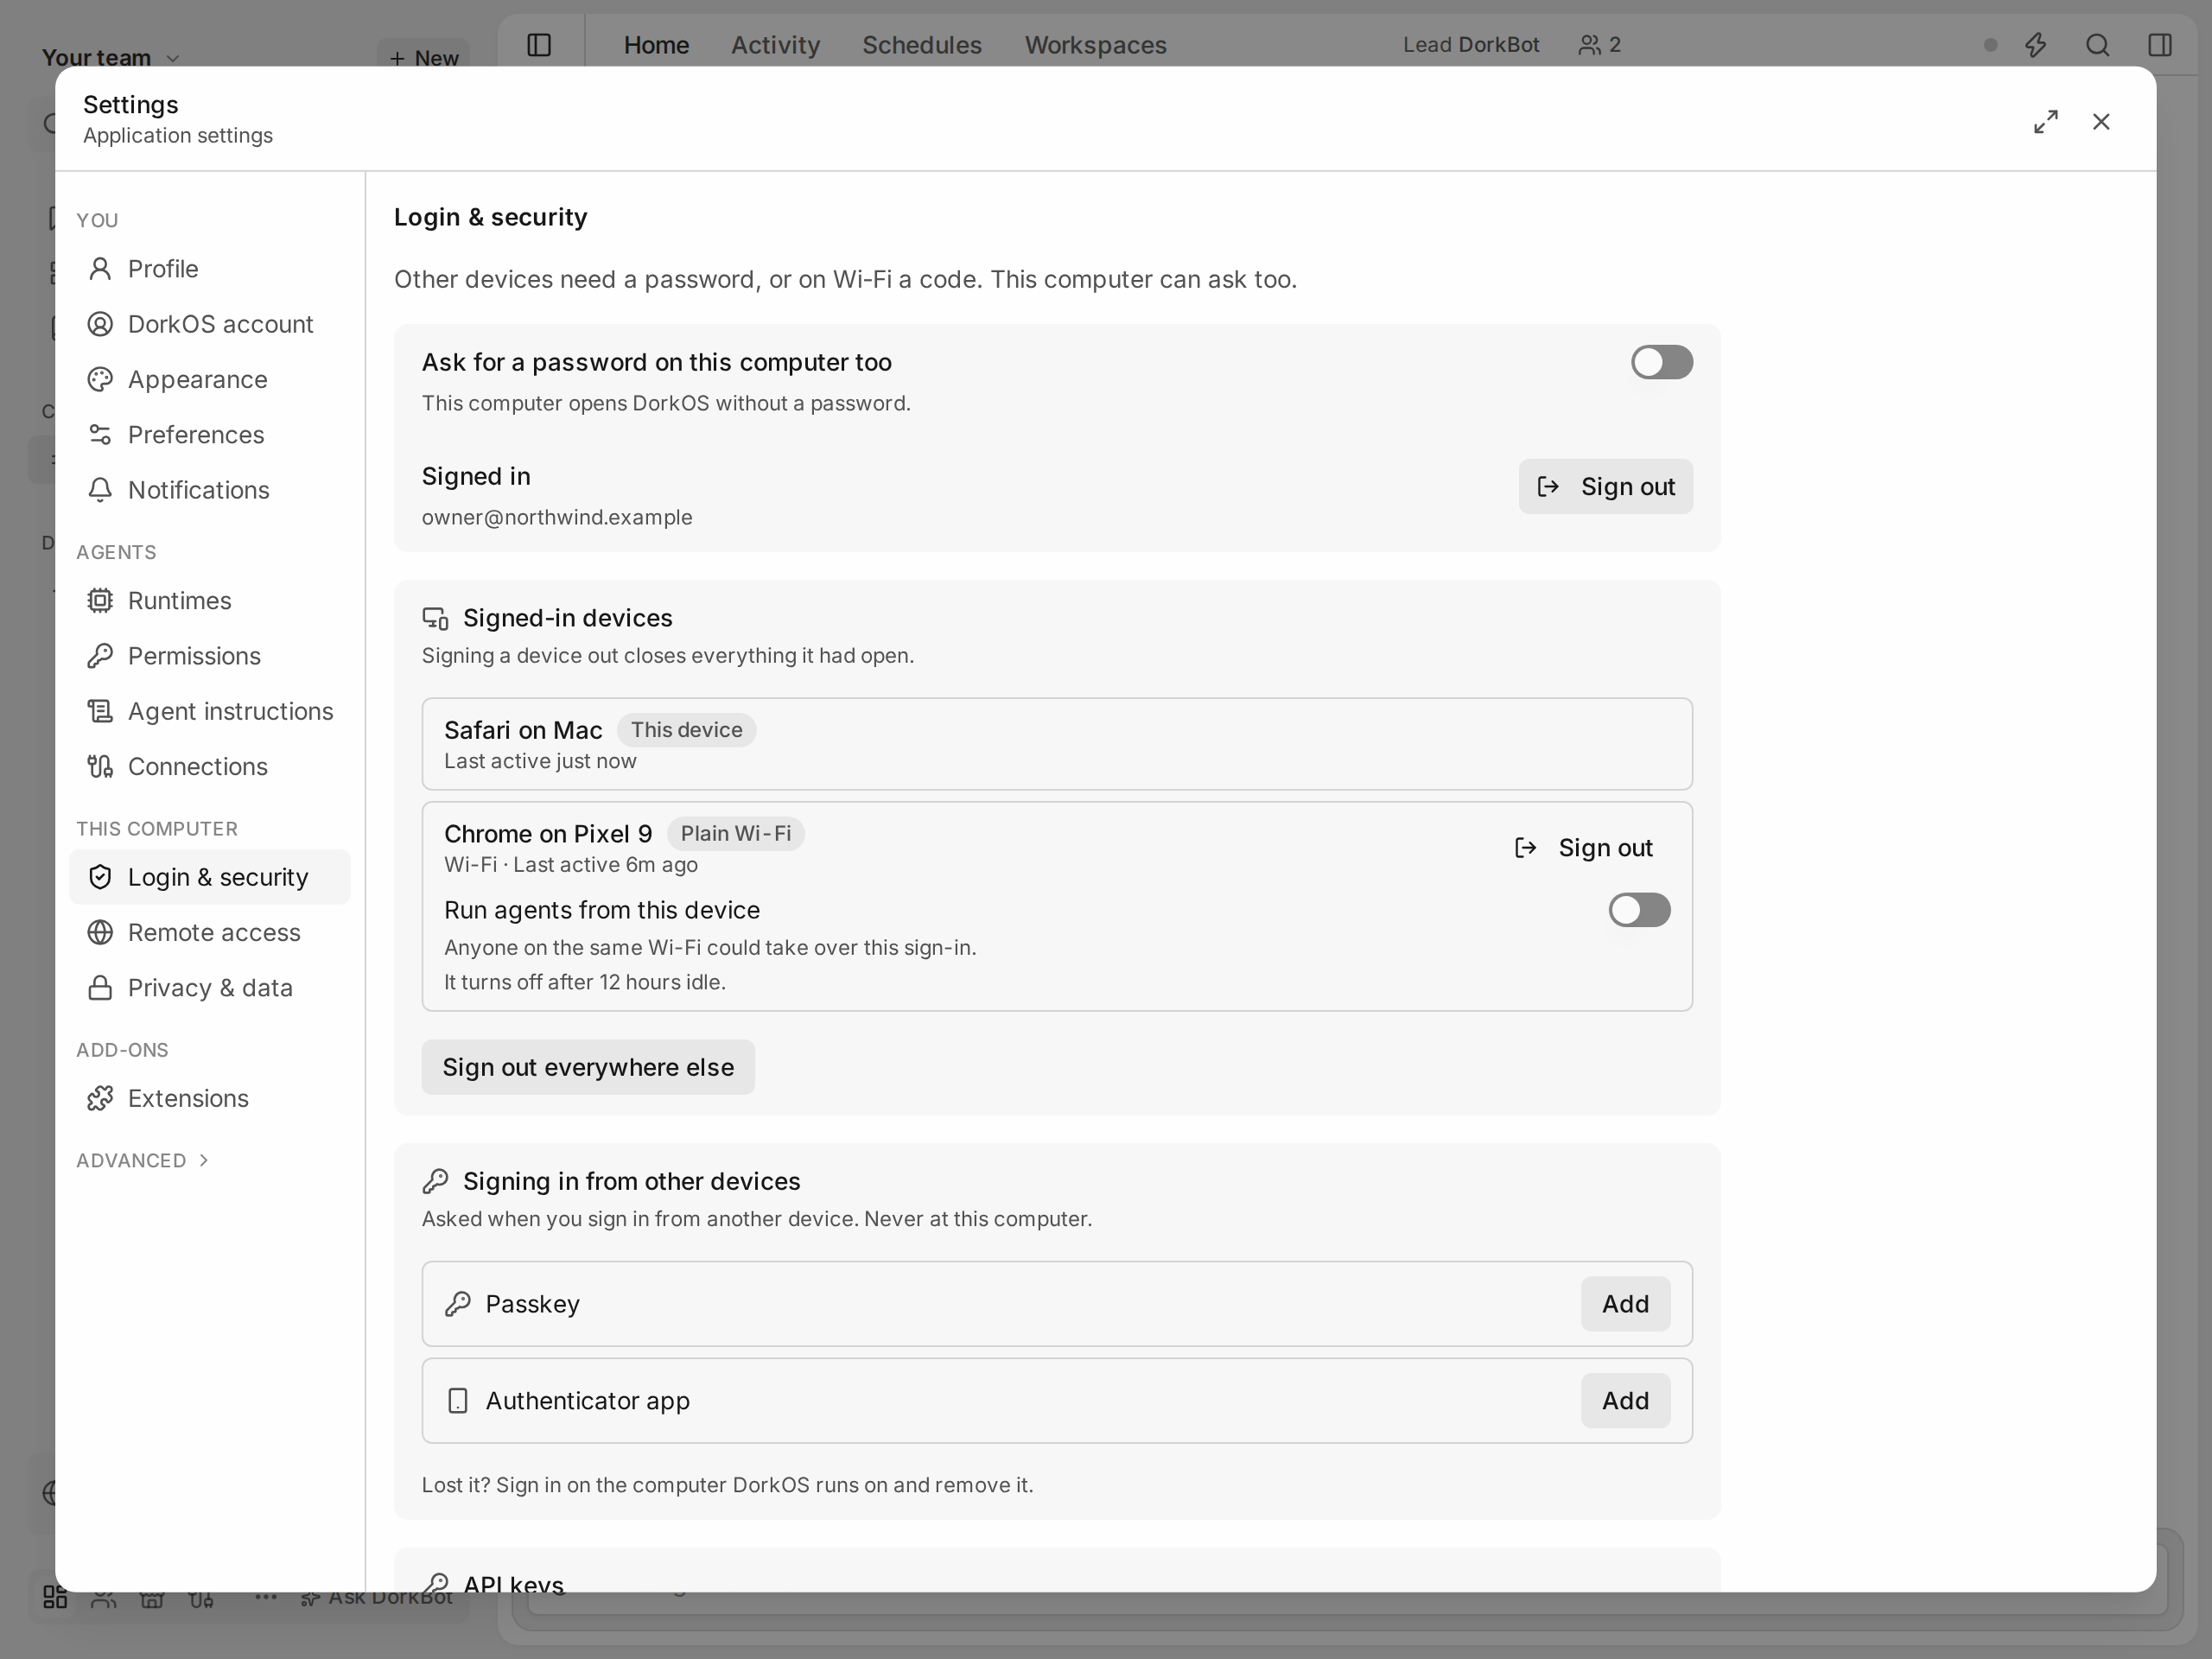 Your team
+ New
Home
Activity
Schedules
Workspaces
Lead DorkBot
2
Settings
Application settings
YOU
Profile
DorkOS account
Appearance
Preferences
Notifications
AGENTS
Runtimes
Permissions
Agent instructions
Connections
THIS COMPUTER
Login & security
Remote access
Privacy & data
ADD-ONS
Extensions
ADVANCED
Login & security
Other devices need a password, or on Wi-Fi a code. This computer can ask too.
Ask for a password on this computer too
This computer opens DorkOS without a password.
Signed in
owner@northwind.example
Sign out
Signed-in devices
Signing a device out closes everything it had open.
Safari on Mac
This device
Last active just now
Chrome on Pixel 9
Plain Wi-Fi
Wi-Fi · Last active 6m ago
Sign out
Run agents from this device
Anyone on the same Wi-Fi could take over this sign-in.
It turns off after 12 hours idle.
Sign out everywhere else
Signing in from other devices
Asked when you sign in from another device. Never at this computer.
Passkey
Add
Authenticator app
Add
Lost it? Sign in on the computer DorkOS runs on and remove it.
API keys
Ask DorkBot